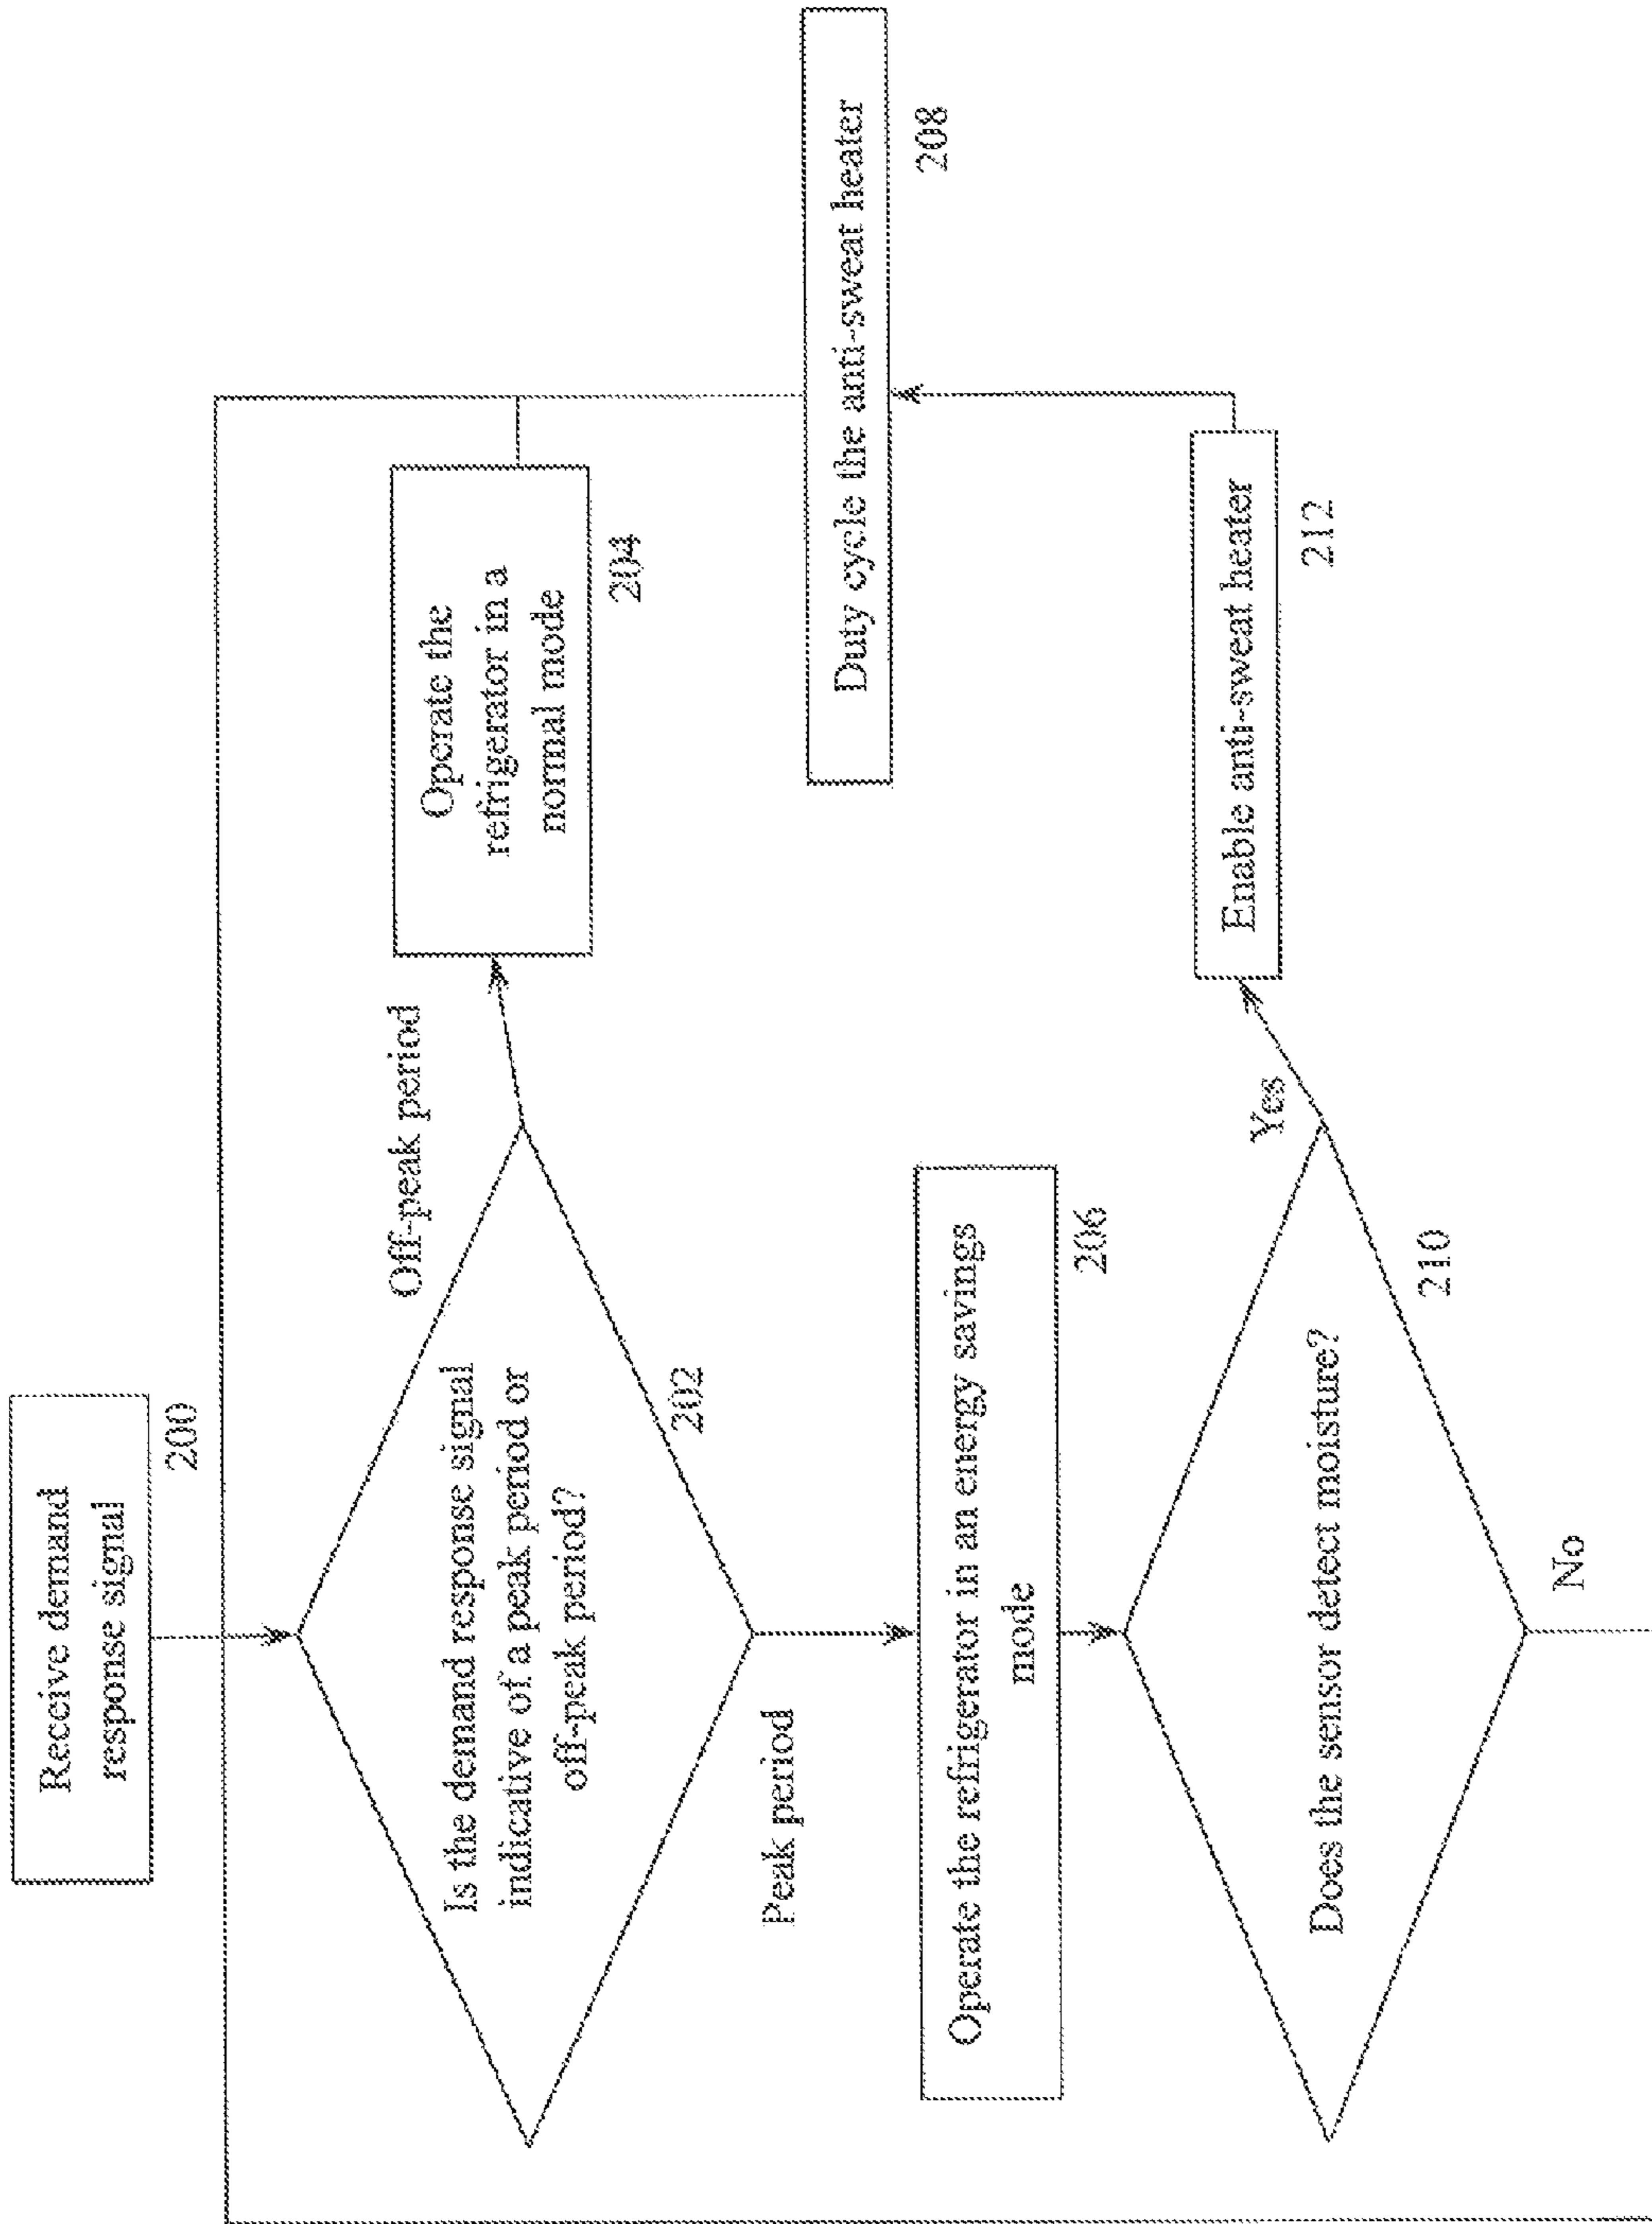 Receive demand
response signal
200
Is the demand response signal
indicative of a peak period or
off-peak period?
202
Off-peak period
Operate the
refrigerator in a
normal mode
204
Peak period
Operate the refrigerator in an energy savings
mode
206
Duty cycle the anti-sweat heater
208
Does the sensor detect moisture?
210
Yes
Enable anti-sweat heater
212
No